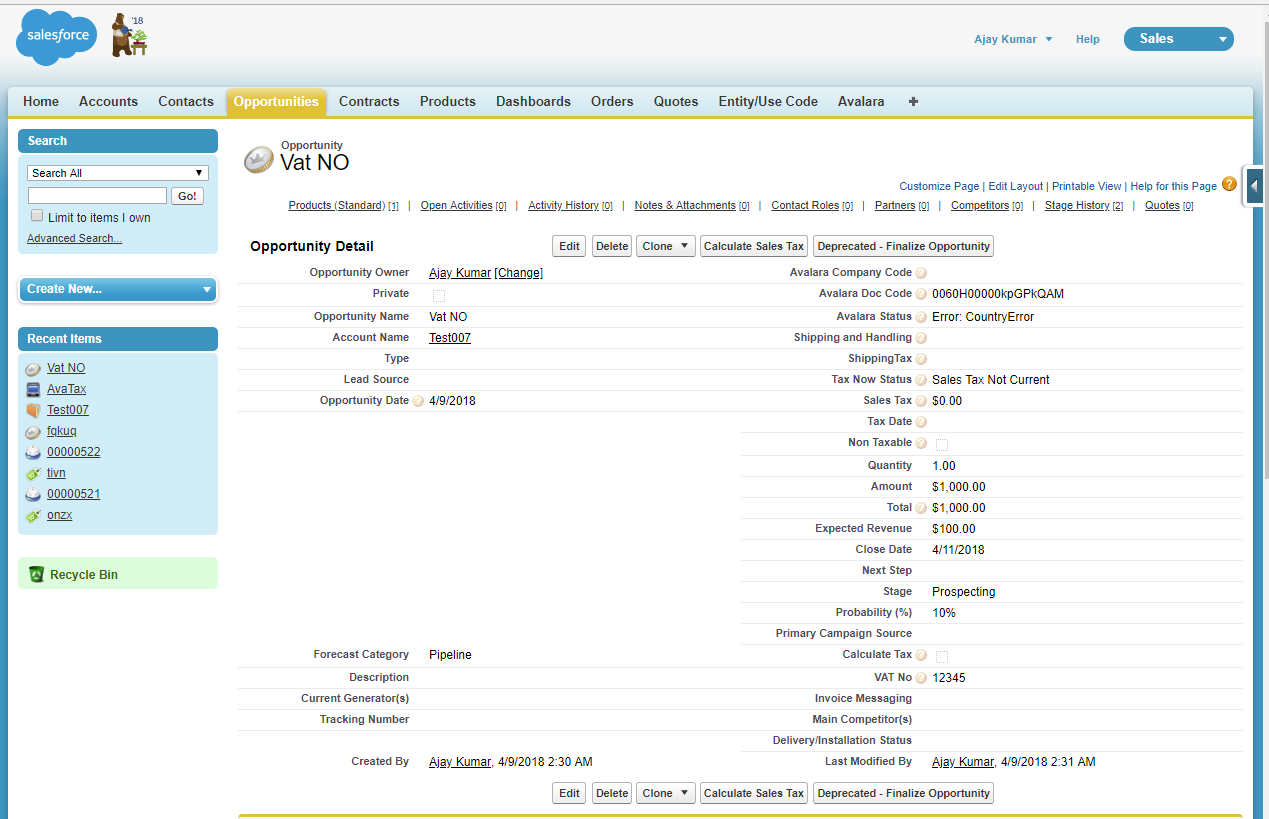 salesforce
'18
Ajay Kumar
Help
Sales
Home Accounts Contacts Opportunities Contracts Products Dashboards Orders Quotes Entity/Use Code Avalara +
Search
Search All
Go!
Limit to items I own
Advanced Search...
Create New...
Recent Items
Vat NO
AvaTax
Test007
fqkuq
00000522
tivn
00000521
onzx
Recycle Bin
Opportunity
Vat NO
Customize Page | Edit Layout | Printable View | Help for this Page ?
Products (Standard) [1] | Open Activities [0] | Activity History [0] | Notes & Attachments [0] | Contact Roles [0] | Partners [0] | Competitors [0] | Stage History [2] | Quotes [0]
Opportunity Detail
Edit Delete Clone Calculate Sales Tax Deprecated - Finalize Opportunity
Opportunity Owner Ajay Kumar [Change] Avalara Company Code ?
Private Avalara Doc Code ? 0060H00000kpGPkQAM
Opportunity Name Vat NO Avalara Status ? Error: CountryError
Account Name Test007 Shipping and Handling ?
Type ShippingTax ?
Lead Source Tax Now Status ? Sales Tax Not Current
Opportunity Date ? 4/9/2018 Sales Tax ? $0.00
Tax Date ?
Non Taxable ?
Quantity 1.00
Amount $1,000.00
Total ? $1,000.00
Expected Revenue $100.00
Close Date 4/11/2018
Next Step
Stage Prospecting
Probability (%) 10%
Primary Campaign Source
Forecast Category Pipeline Calculate Tax ?
Description VAT No ? 12345
Current Generator(s) Invoice Messaging
Tracking Number Main Competitor(s)
Delivery/Installation Status
Created By Ajay Kumar, 4/9/2018 2:30 AM Last Modified By Ajay Kumar, 4/9/2018 2:31 AM
Edit Delete Clone Calculate Sales Tax Deprecated - Finalize Opportunity